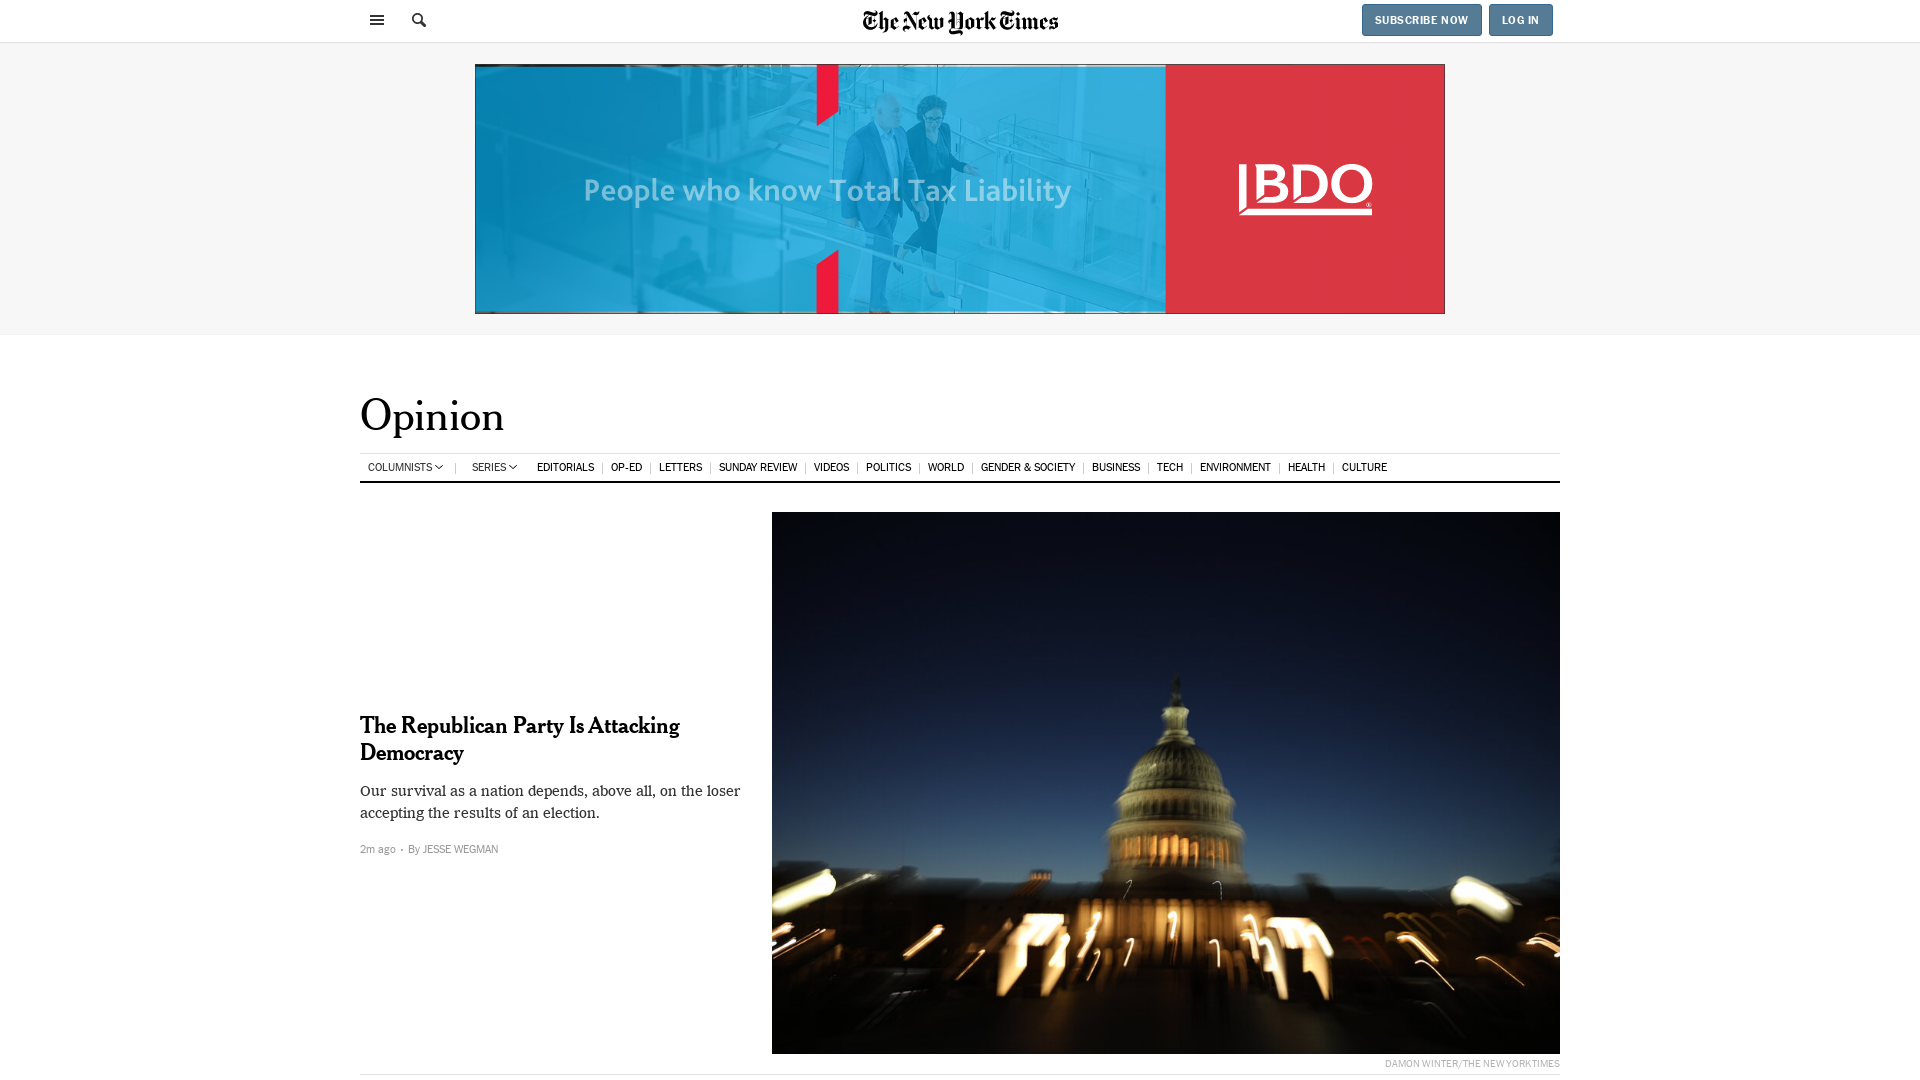 The New York Times
SUBSCRIBE NOW
LOG IN
People who know Total Tax Liability
BDO
Opinion
COLUMNISTS SERIES EDITORIALS OP-ED LETTERS SUNDAY REVIEW VIDEOS POLITICS WORLD GENDER & SOCIETY BUSINESS TECH ENVIRONMENT HEALTH CULTURE
The Republican Party Is Attacking
Democracy
Our survival as a nation depends, above all, on the loser
accepting the results of an election.
2m ago • By JESSE WEGMAN
DAMON WINTER/THE NEW YORK TIMES